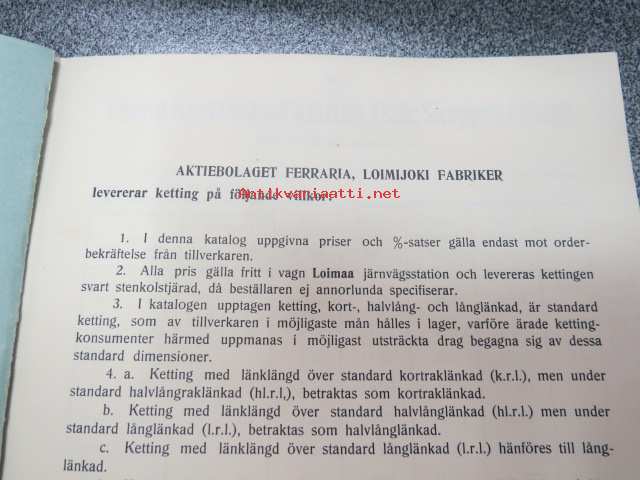 AKTIEBOLAGET FERRARIA, LOIMIJOKI FABRIKER
Antikvariaatti.net
levererar ketting på följande villkor:
1. I denna katalog uppgivna priser och %-satser gälla endast mot order-
bekräftelse från tillverkaren.
2. Alla pris gälla fritt i vagn Loimaa järnvägsstation och levereras kettingen
svart stenkolstjärad, då beställaren ej annorlunda specifiserar.
3. I katalogen upptagen ketting, kort-, halvlång- och långlänkad, är standard
ketting, som av tillverkaren i möjligaste mån hålles i lager, varföre ärade ketting-
konsumenter härmed uppmanas i möjligast utsträckta drag begagna sig av dessa
standard dimensioner.
4. a. Ketting med länklängd över standard kortraklänkad (k.r.l.), men under
standard halvlångraklänkad (hl.r.l.), betraktas som kortraklänkad.
b. Ketting med länklängd över standard halvlånglänkad (hl.r.l.) men under
standard långlänkad (l.r.l.), betraktas som halvlånglänkad.
c. Ketting med länklängd över standard långlänkad (l.r.l.) hänföres till lång-
länkad.